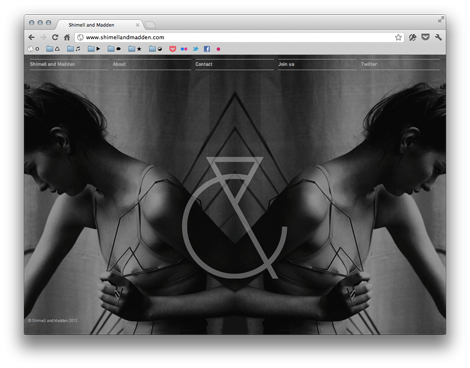 Shimell and Madden
www.shimellandmadden.com
Shimell and Madden About Contact Join us Twitter
&
© Shimell and Madden 2012